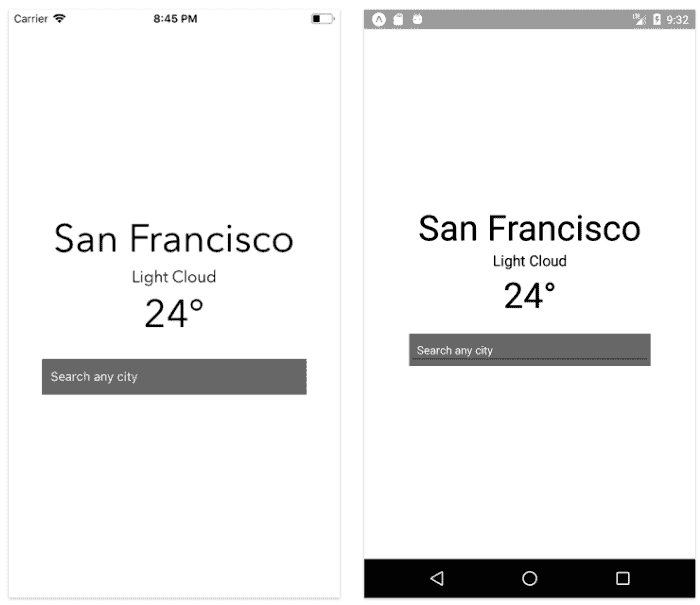 Carrier 8:45 PM
San Francisco
Light Cloud
24°
Search any city
9:32
San Francisco
Light Cloud
24°
Search any city